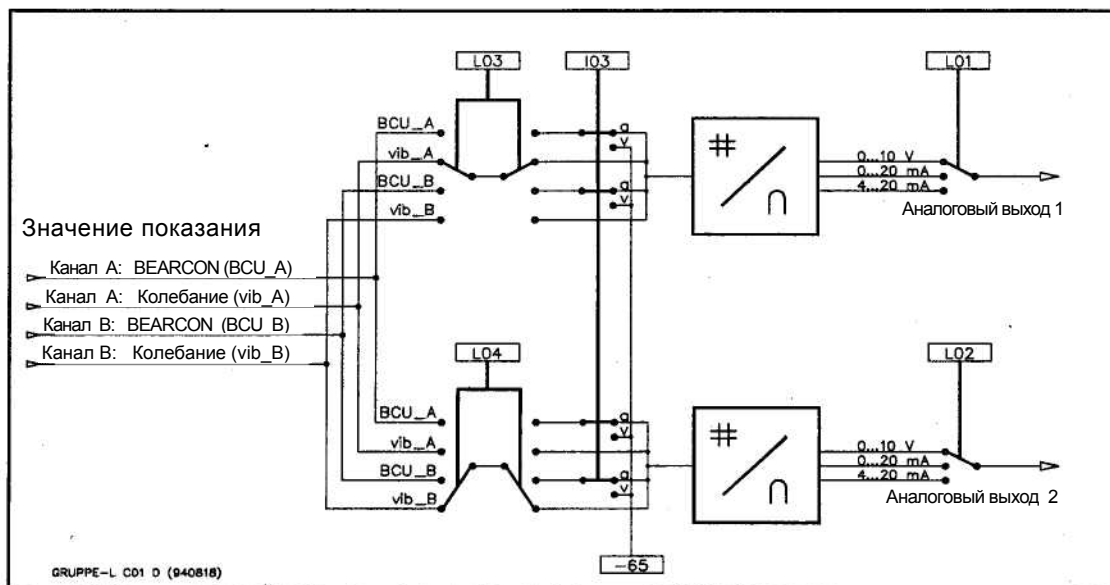 L03
I03
L01
BCU_A
vib_A
BCU_B
vib_B
a
v
a
v
#
∩
0...10 V
0...20 mA
4...20 mA
Аналоговый выход 1
Значение показания
Канал A: BEARCON (BCU_A)
Канал A: Колебание (vib_A)
Канал B: BEARCON (BCU_B)
Канал B: Колебание (vib_B)
L04
L02
BCU_A
vib_A
BCU_B
vib_B
a
v
a
v
#
∩
0...10 V
0...20 mA
4...20 mA
Аналоговый выход 2
-65
GRUPPE-L C01 D (940818)